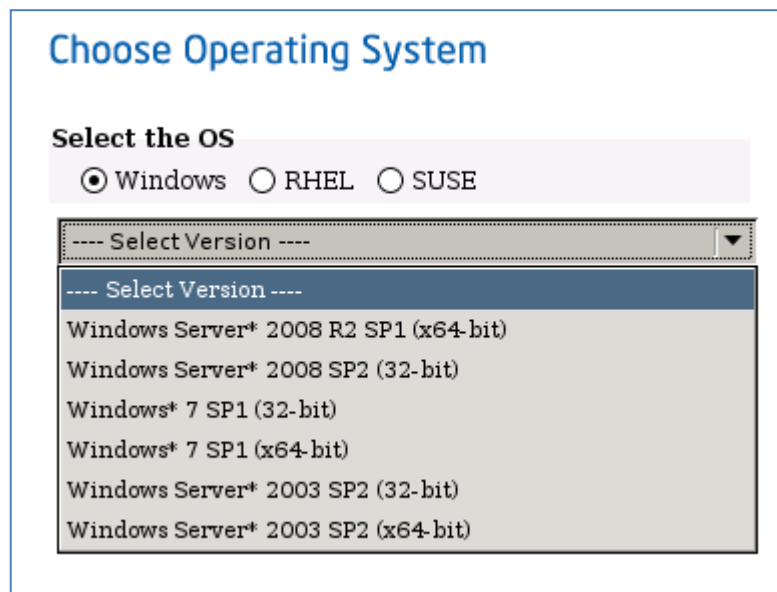 Choose Operating System
Select the OS
Windows RHEL SUSE
---- Select Version ----
---- Select Version ----
Windows Server* 2008 R2 SP1 (x64-bit)
Windows Server* 2008 SP2 (32-bit)
Windows* 7 SP1 (32-bit)
Windows* 7 SP1 (x64-bit)
Windows Server* 2003 SP2 (32-bit)
Windows Server* 2003 SP2 (x64-bit)